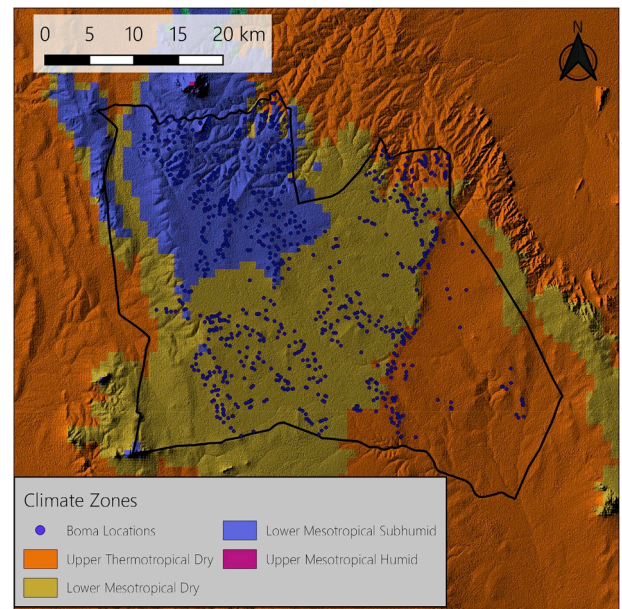 0 5 10 15 20 km
N
Climate Zones
Boma Locations
Upper Thermotropical Dry
Lower Mesotropical Dry
Lower Mesotropical Subhumid
Upper Mesotropical Humid